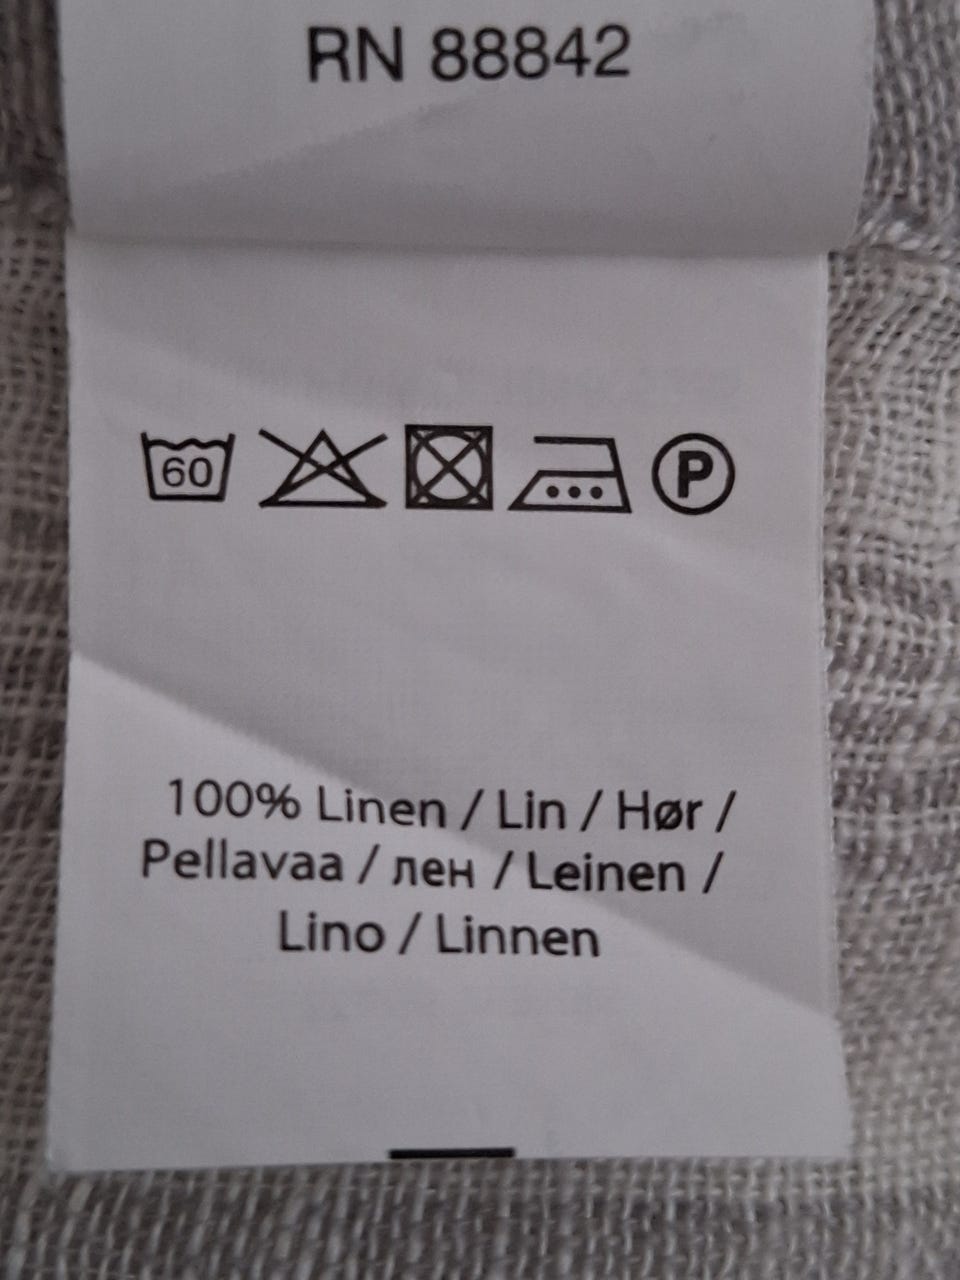 RN 88842
60
P
100% Linen / Lin / Hør /
Pellavaa / лен / Leinen /
Lino / Linnen